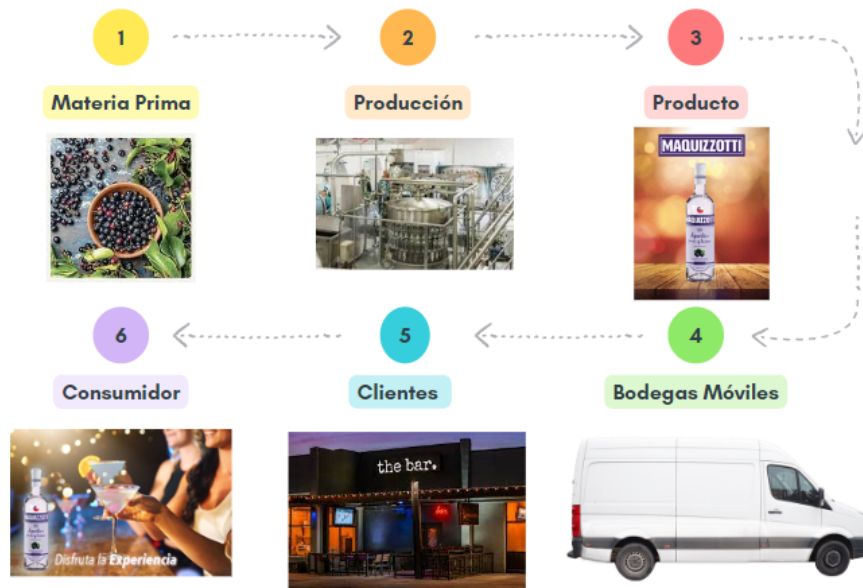 1
2
3
Materia Prima
Producción
Producto
MAQUIZZOTTI
MAQUIZZOTTI
6
5
4
Consumidor
Clientes
Bodegas Móviles
the bar.
Disfruta la Experiencia